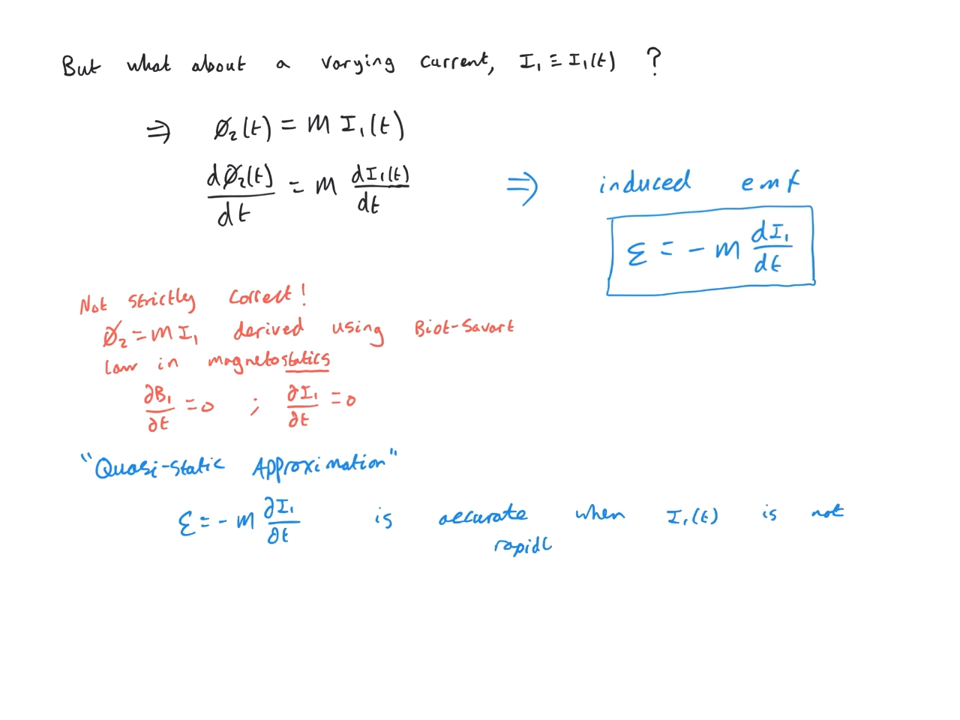 But what about a varying current, I₁ ≡ I₁(t) ?
⇒ Ø₂(t) = M I₁(t)
dØ₂(t)/dt = M dI₁(t)/dt ⇒ induced emf
ε = - M dI₁/dt
Not strictly correct!
Ø₂ = M I₁ derived using Biot-Savart
law in magnetostatics
∂B₁/∂t = 0 ; ∂I₁/∂t = 0
"Quasi-static Approximation"
ε = - M ∂I₁/∂t is accurate when I₁(t) is not
rapidl